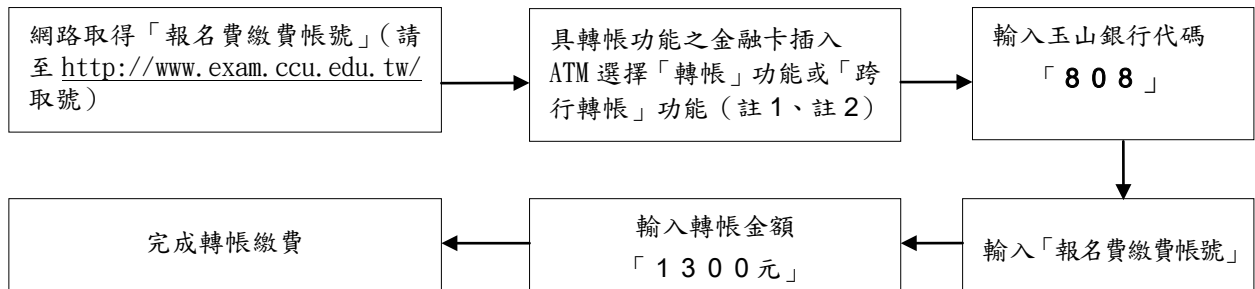 網路取得「報名費繳費帳號」(請
至 http://www.exam.ccu.edu.tw/
取號)
具轉帳功能之金融卡插入
ATM 選擇「轉帳」功能或「跨
行轉帳」功能(註 1、註 2)
輸入玉山銀行代碼
「808」
輸入「報名費繳費帳號」
輸入轉帳金額
「1300元」
完成轉帳繳費